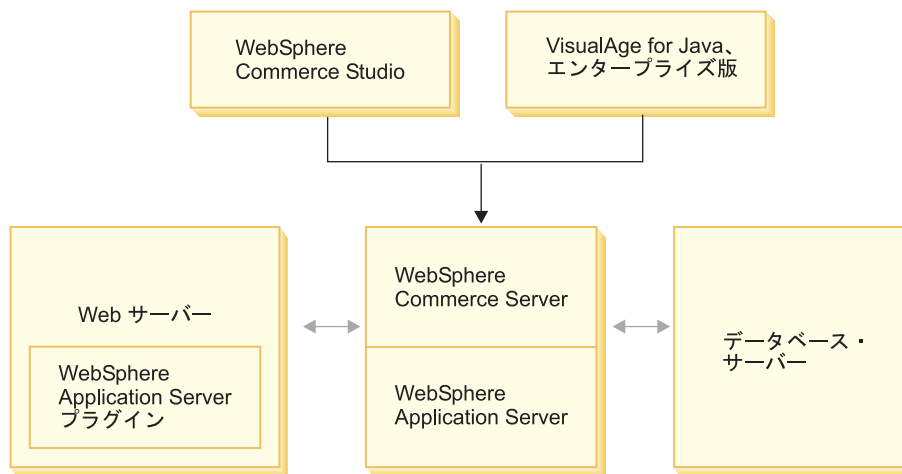 WebSphere
Commerce Studio
VisualAge for Java、
エンタープライズ版
Web サーバー
WebSphere
Application Server
プラグイン
WebSphere
Commerce Server
WebSphere
Application Server
データベース・
サーバー